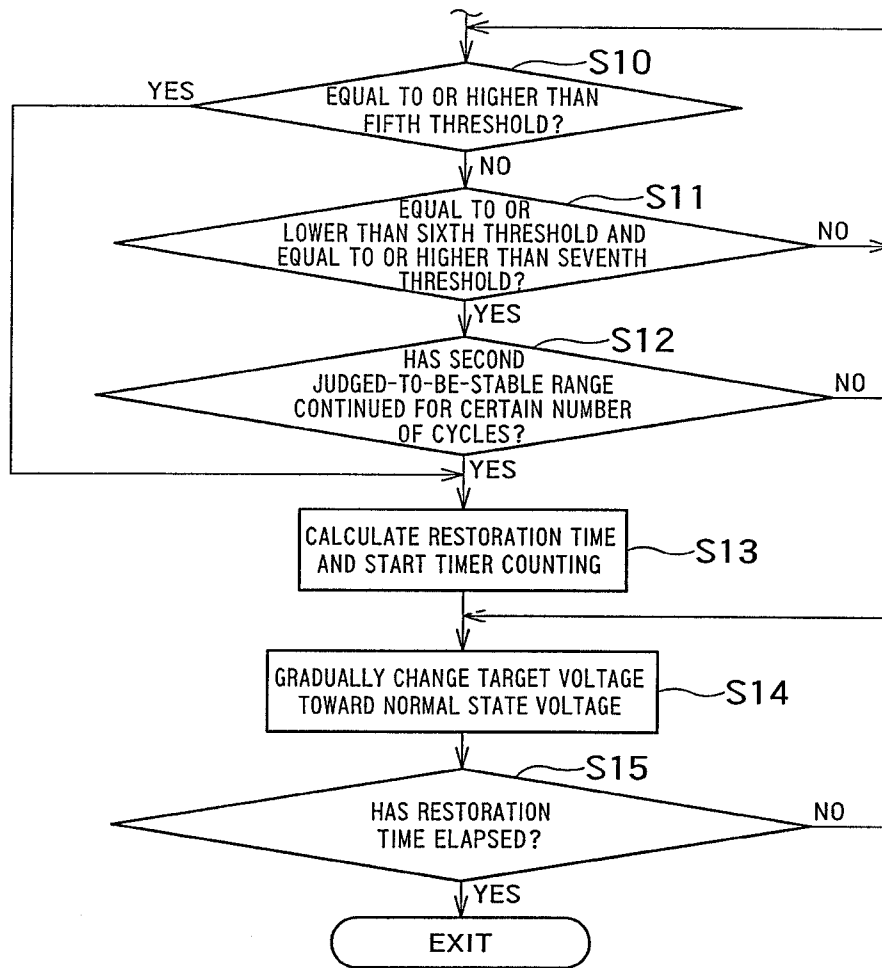 S10
YES
EQUAL TO OR HIGHER THAN
FIFTH THRESHOLD?
NO
S11
EQUAL TO OR
LOWER THAN SIXTH THRESHOLD AND
EQUAL TO OR HIGHER THAN SEVENTH
THRESHOLD?
NO
YES
S12
HAS SECOND
JUDGED-TO-BE-STABLE RANGE
CONTINUED FOR CERTAIN NUMBER
OF CYCLES?
NO
YES
CALCULATE RESTORATION TIME
AND START TIMER COUNTING
S13
GRADUALLY CHANGE TARGET VOLTAGE
TOWARD NORMAL STATE VOLTAGE
S14
S15
HAS RESTORATION
TIME ELAPSED?
NO
YES
EXIT